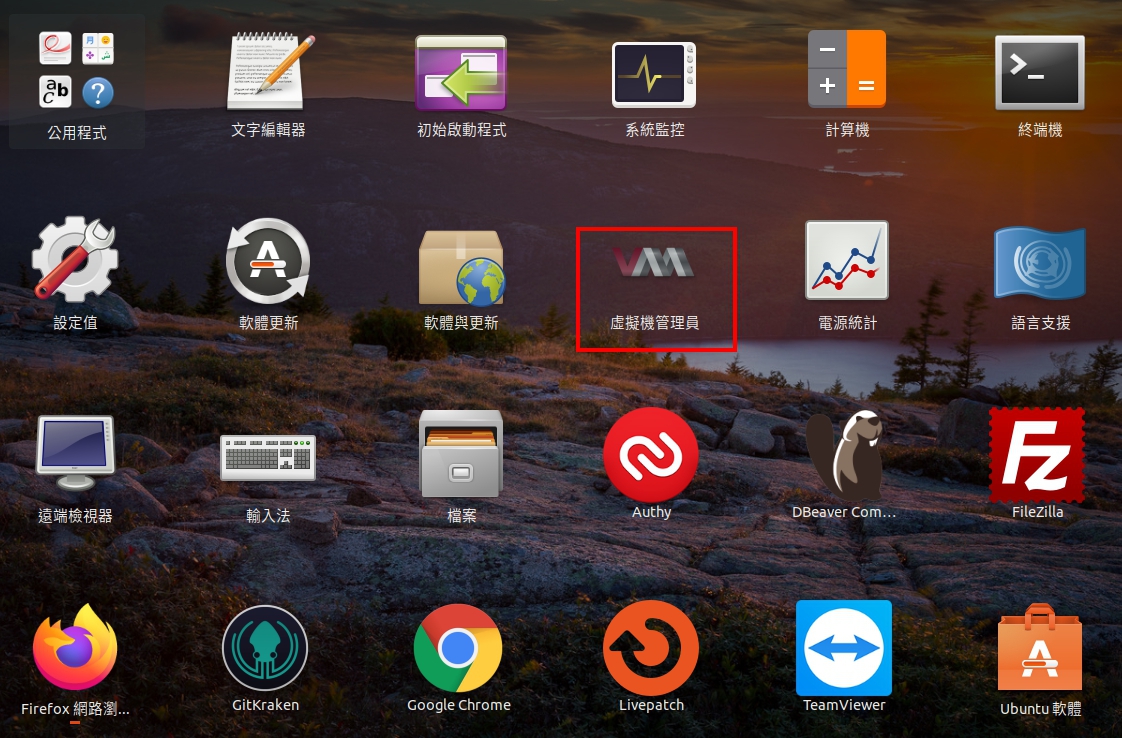 公用程式
文字編輯器
初始啟動程式
系統監控
計算機
終端機
設定值
軟體更新
軟體與更新
虛擬機管理員
電源統計
語言支援
遠端檢視器
輸入法
檔案
Authy
DBeaver Com...
FileZilla
Firefox 網路瀏...
GitKraken
Google Chrome
Livepatch
TeamViewer
Ubuntu 軟體